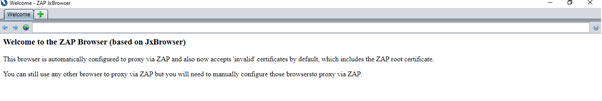 Welcome - ZAP JxBrowser
Welcome
Welcome to the ZAP Browser (based on JxBrowser)
This browser is automatically configured to proxy via ZAP and also now accepts 'invalid' certificates by default, which includes the ZAP root certificate.
You can still use any other browser to proxy via ZAP but you will need to manually configure those browsersto proxy via ZAP.